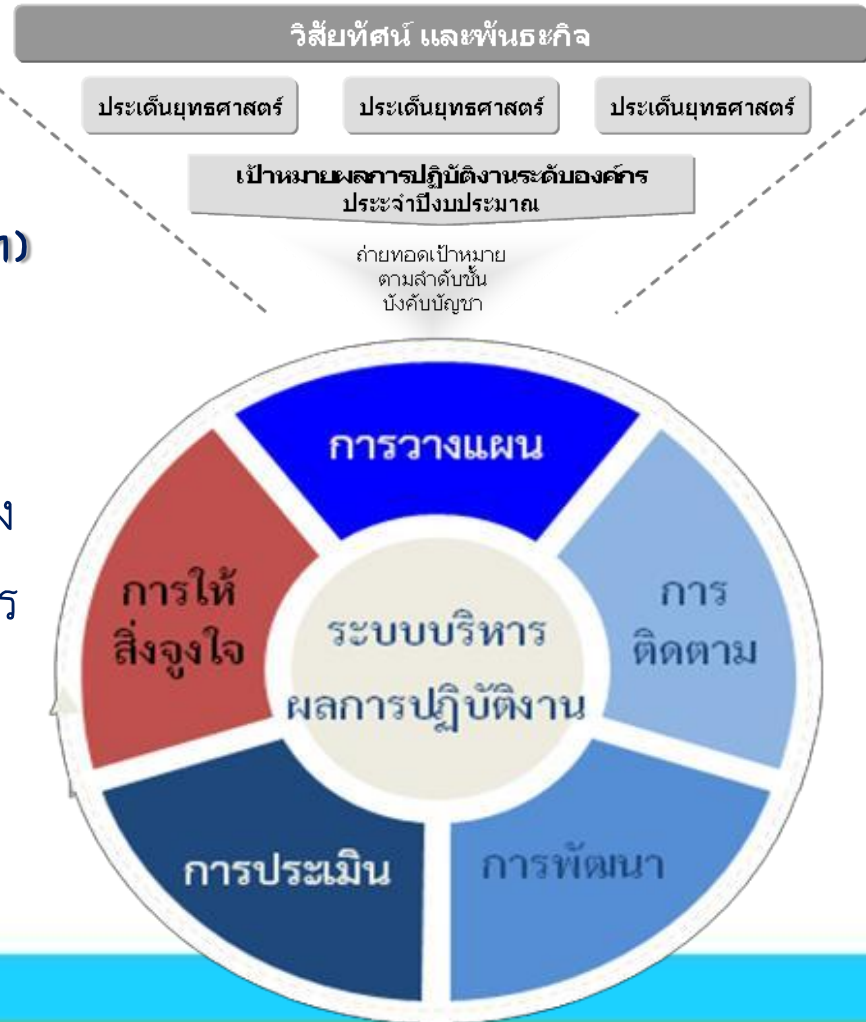 วิสัยทัศน์ และพันธะกิจ
ประเด็นยุทธศาสตร์
ประเด็นยุทธศาสตร์
ประเด็นยุทธศาสตร์
เป้าหมายผลการปฏิบัติงานระดับองค์กร
ประะจำปีงบประมาณ
ถ่ายทอดเป้าหมาย
ตามลำดับชั้น
บังคับบัญชา
การวางแผน
การ
ติดตาม
การพัฒนา
การประเมิน
การให้
สิ่งจูงใจ
ระบบบริหาร
ผลการปฏิบัติงาน